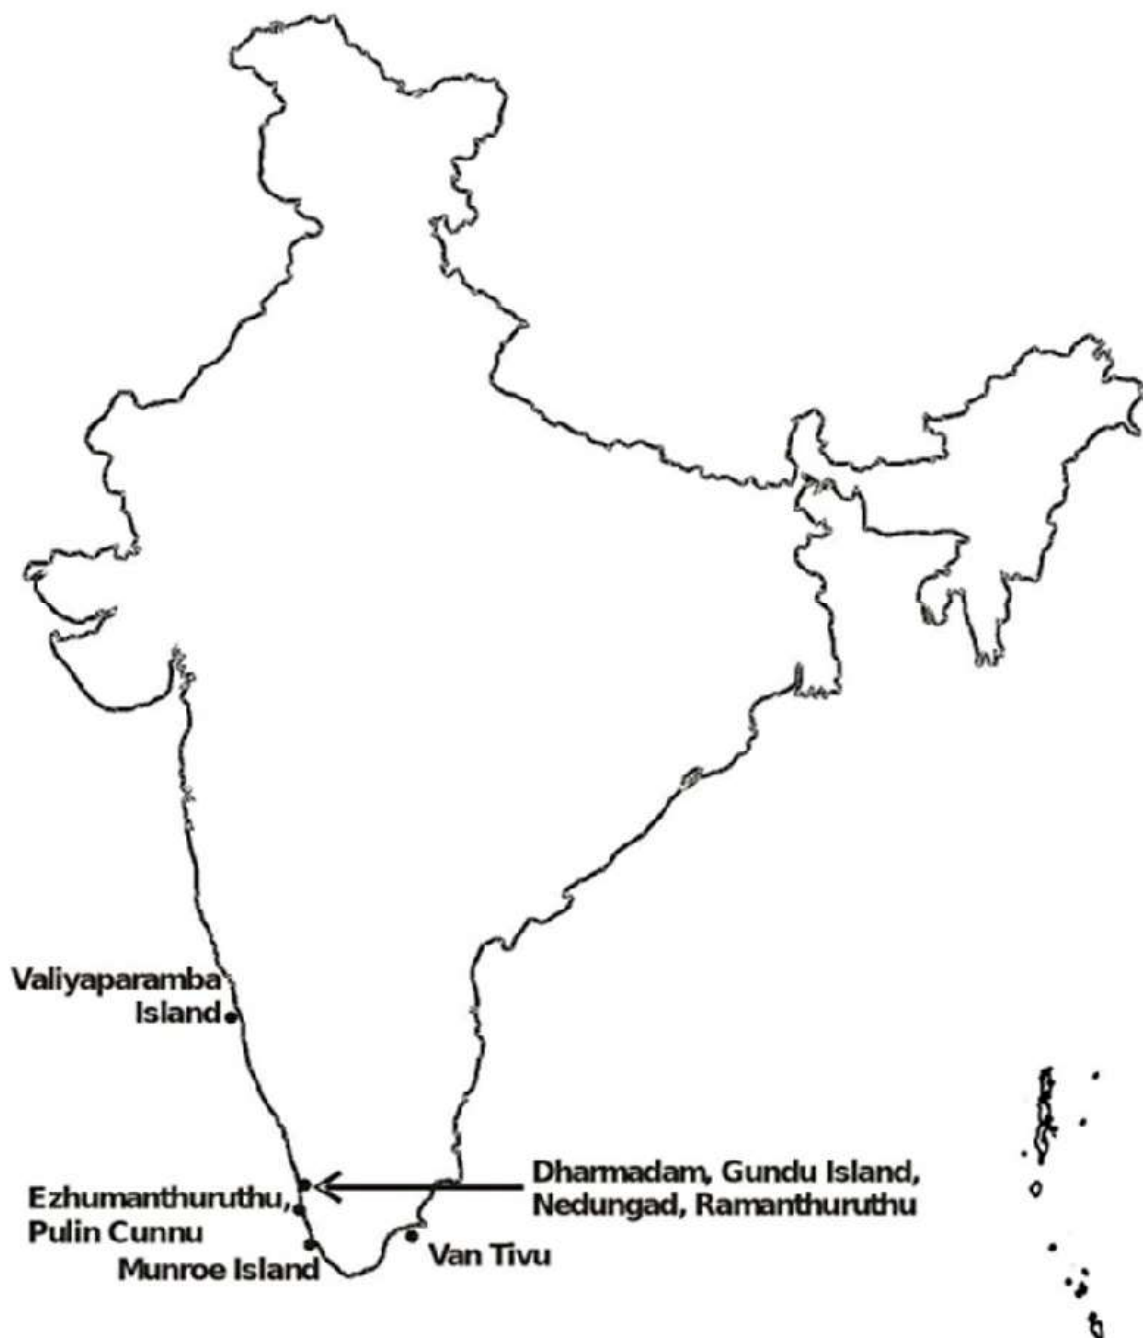 Valiyaparamba
Island
Dharmadam, Gundu Island,
Nedungad, Ramanthuruthu
Ezhumanthuruthu,
Pulin Cunnu
Munroe Island
Van Tivu